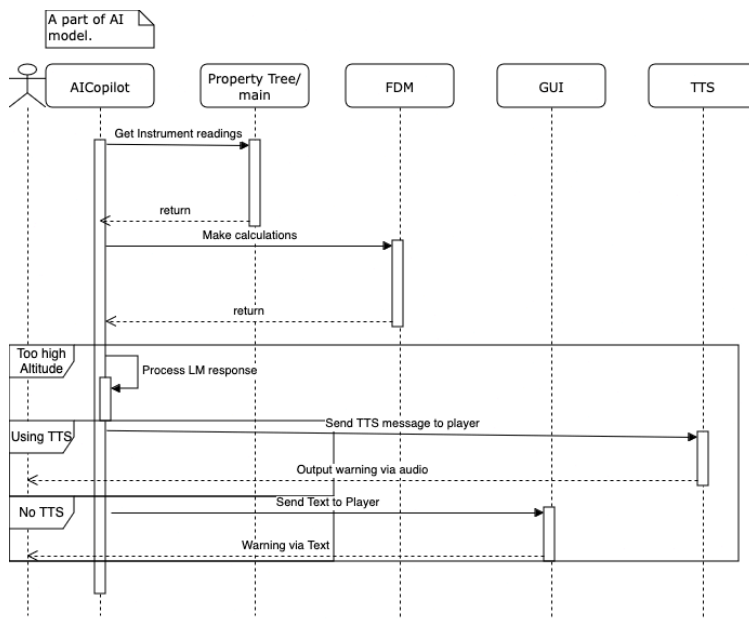 A part of AI
model.
AICopilot
Property Tree/
main
FDM
GUI
TTS
Get Instrument readings
return
Make calculations
return
Too high
Altitude
Process LM response
Send TTS message to player
Using TTS
Output warning via audio
Send Text to Player
No TTS
Warning via Text